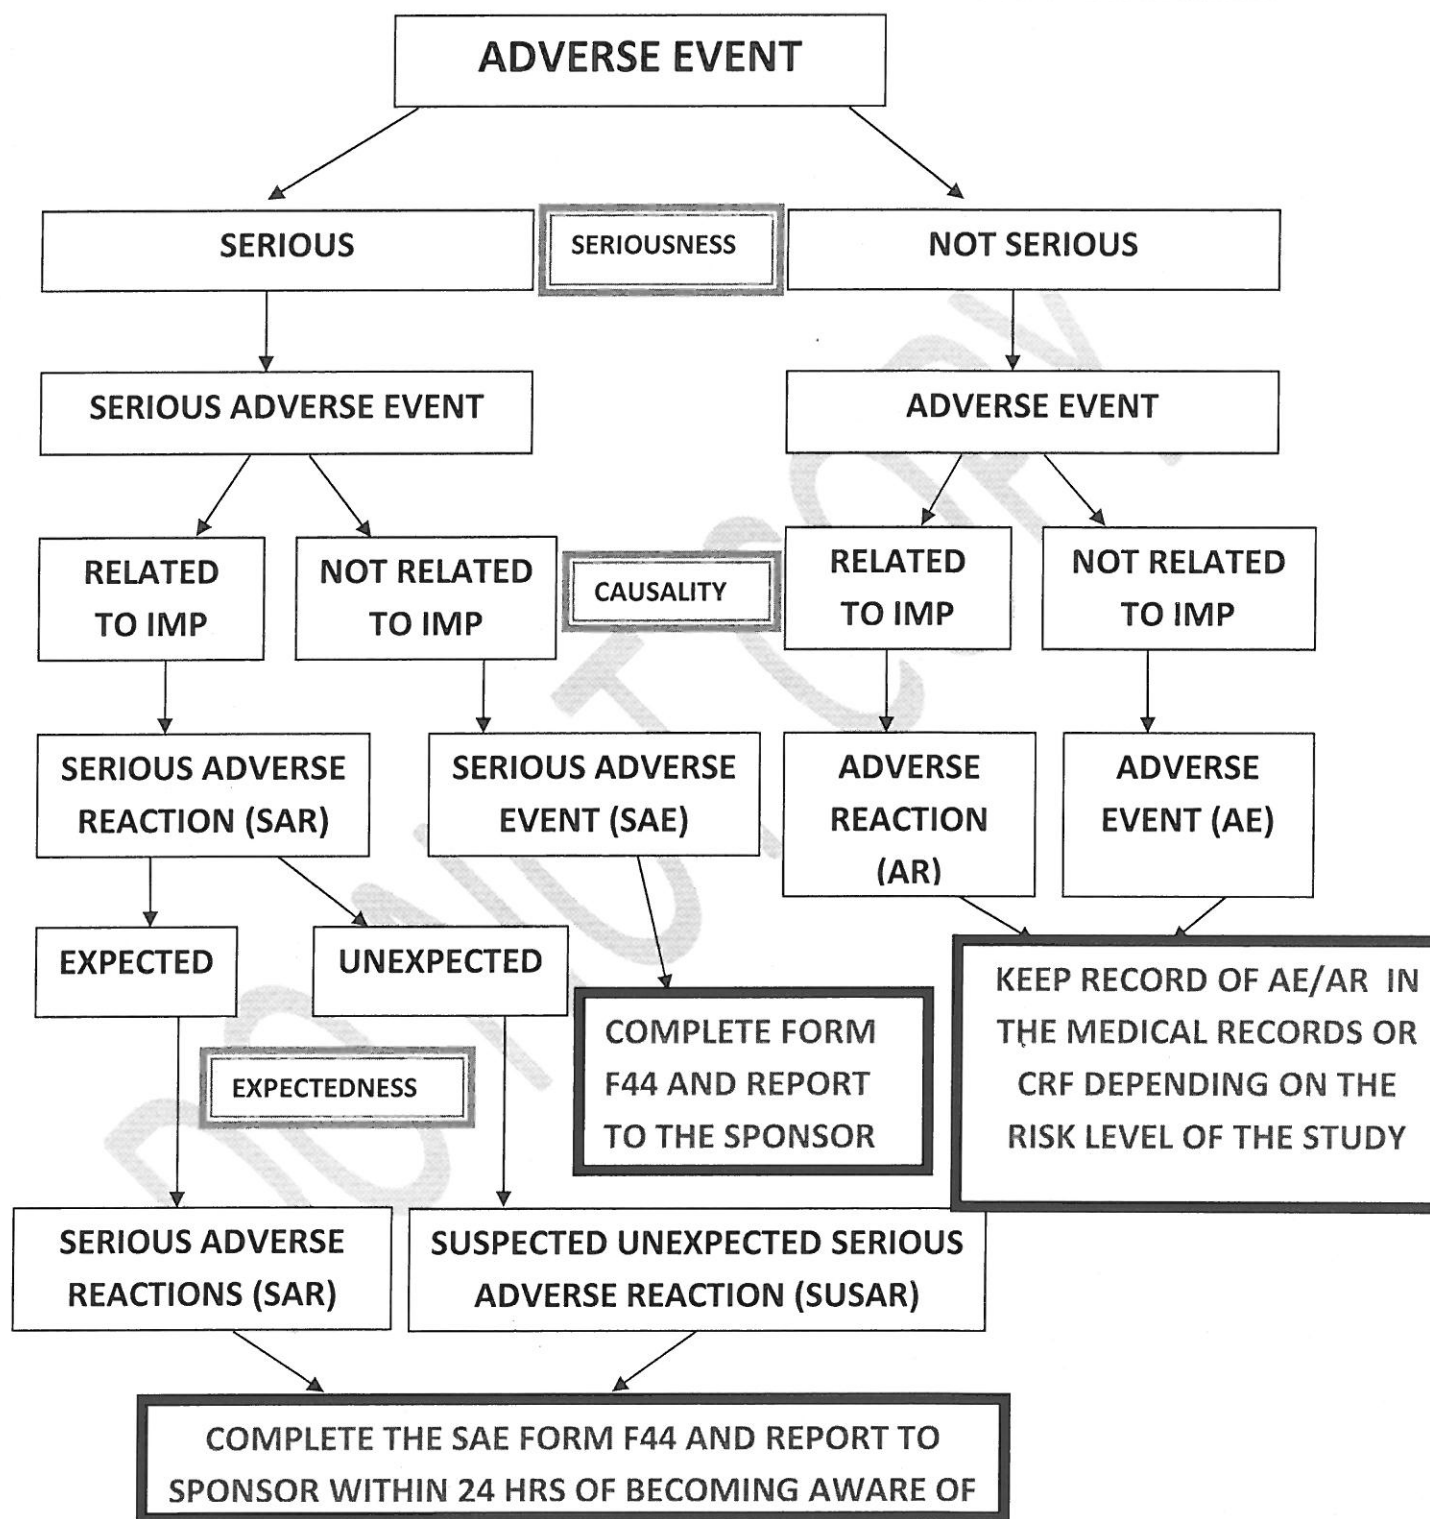 ADVERSE EVENT
SERIOUS
SERIOUSNESS
NOT SERIOUS
SERIOUS ADVERSE EVENT
ADVERSE EVENT
RELATED
TO IMP
NOT RELATED
TO IMP
CAUSALITY
RELATED
TO IMP
NOT RELATED
TO IMP
SERIOUS ADVERSE
REACTION (SAR)
SERIOUS ADVERSE
EVENT (SAE)
ADVERSE
REACTION
(AR)
ADVERSE
EVENT (AE)
EXPECTED
UNEXPECTED
EXPECTEDNESS
COMPLETE FORM
F44 AND REPORT
TO THE SPONSOR
KEEP RECORD OF AE/AR IN
THE MEDICAL RECORDS OR
CRF DEPENDING ON THE
RISK LEVEL OF THE STUDY
SERIOUS ADVERSE
REACTIONS (SAR)
SUSPECTED UNEXPECTED SERIOUS
ADVERSE REACTION (SUSAR)
COMPLETE THE SAE FORM F44 AND REPORT TO
SPONSOR WITHIN 24 HRS OF BECOMING AWARE OF
DO NOT COPY